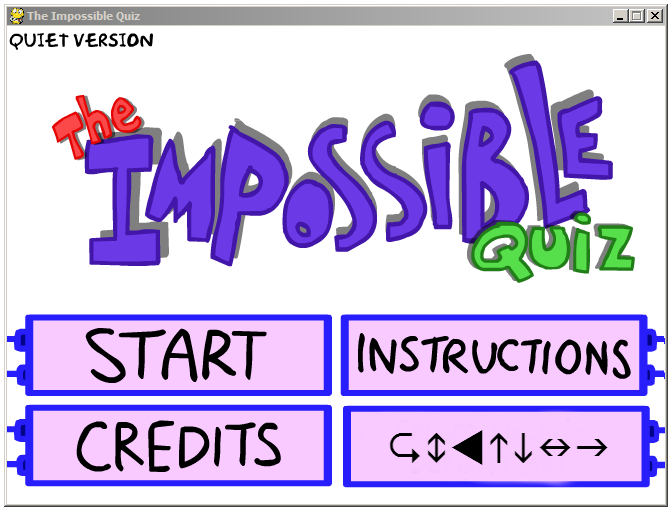 The Impossible Quiz
QUIET VERSION
The
IMPOSSIBLE
QUIZ
START
INSTRUCTIONS
CREDITS
⮎↕◀↑↓↔→